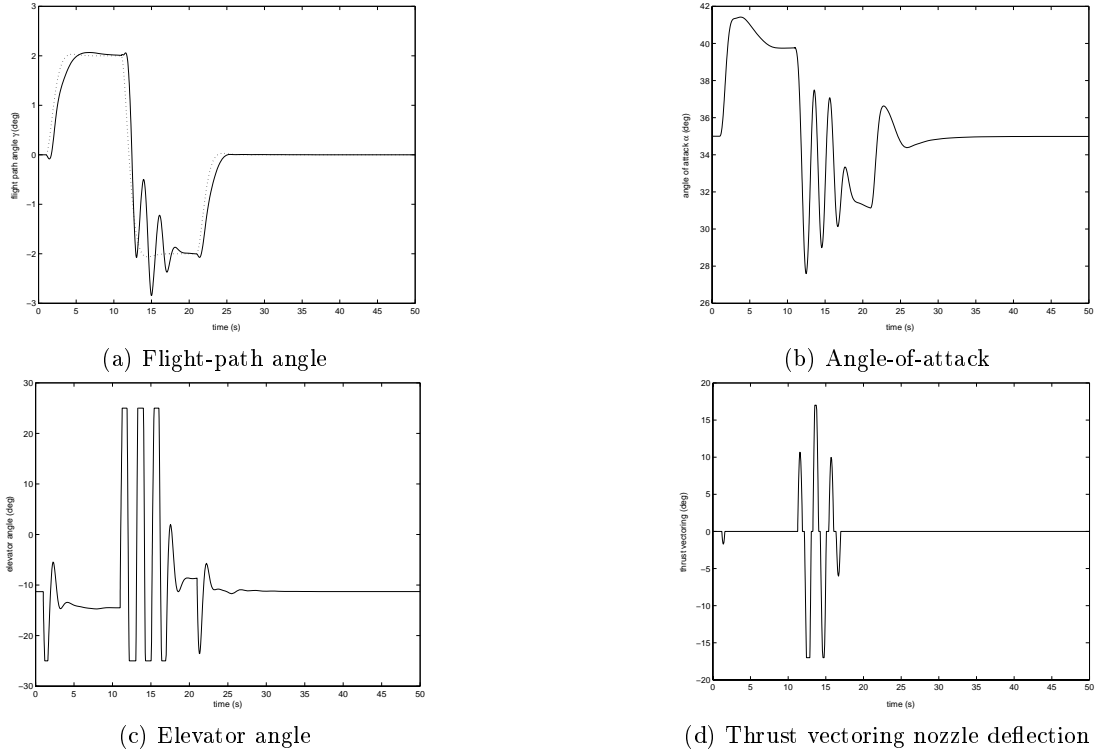 3
2
1
0
−1
−2
−3
0 5 10 15 20 25 30 35 40 45 50
flight path angle γ (deg)
time (s)
(a) Flight-path angle
42
40
38
36
34
32
30
28
26
0 5 10 15 20 25 30 35 40 45 50
angle of attack α (deg)
time (s)
(b) Angle-of-attack
30
20
10
0
−10
−20
−30
0 5 10 15 20 25 30 35 40 45 50
elevator angle (deg)
time (s)
(c) Elevator angle
20
15
10
5
0
−5
−10
−15
−20
0 5 10 15 20 25 30 35 40 45 50
thrust vectoring (deg)
time (s)
(d) Thrust vectoring nozzle deflection